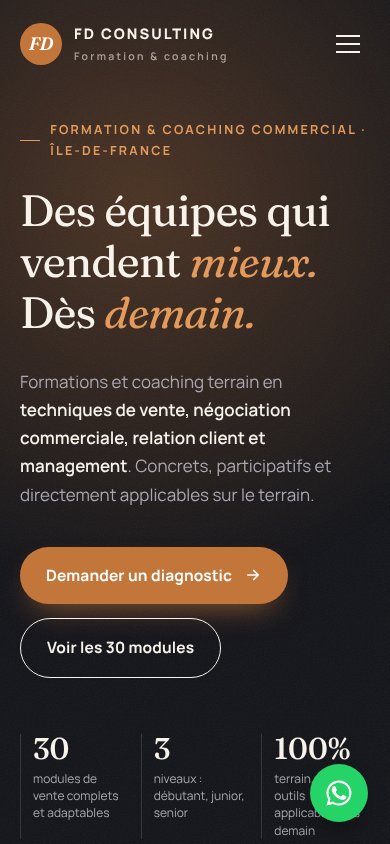 FD
FD CONSULTING
Formation & coaching
FORMATION & COACHING COMMERCIAL ·
ÎLE-DE-FRANCE
Des équipes qui
vendent mieux.
Dès demain.
Formations et coaching terrain en
techniques de vente, négociation
commerciale, relation client et
management. Concrets, participatifs et
directement applicables sur le terrain.
Demander un diagnostic →
Voir les 30 modules
30
modules de
vente complets
et adaptables
3
niveaux :
débutant, junior,
senior
100%
terrain,
outils
demain